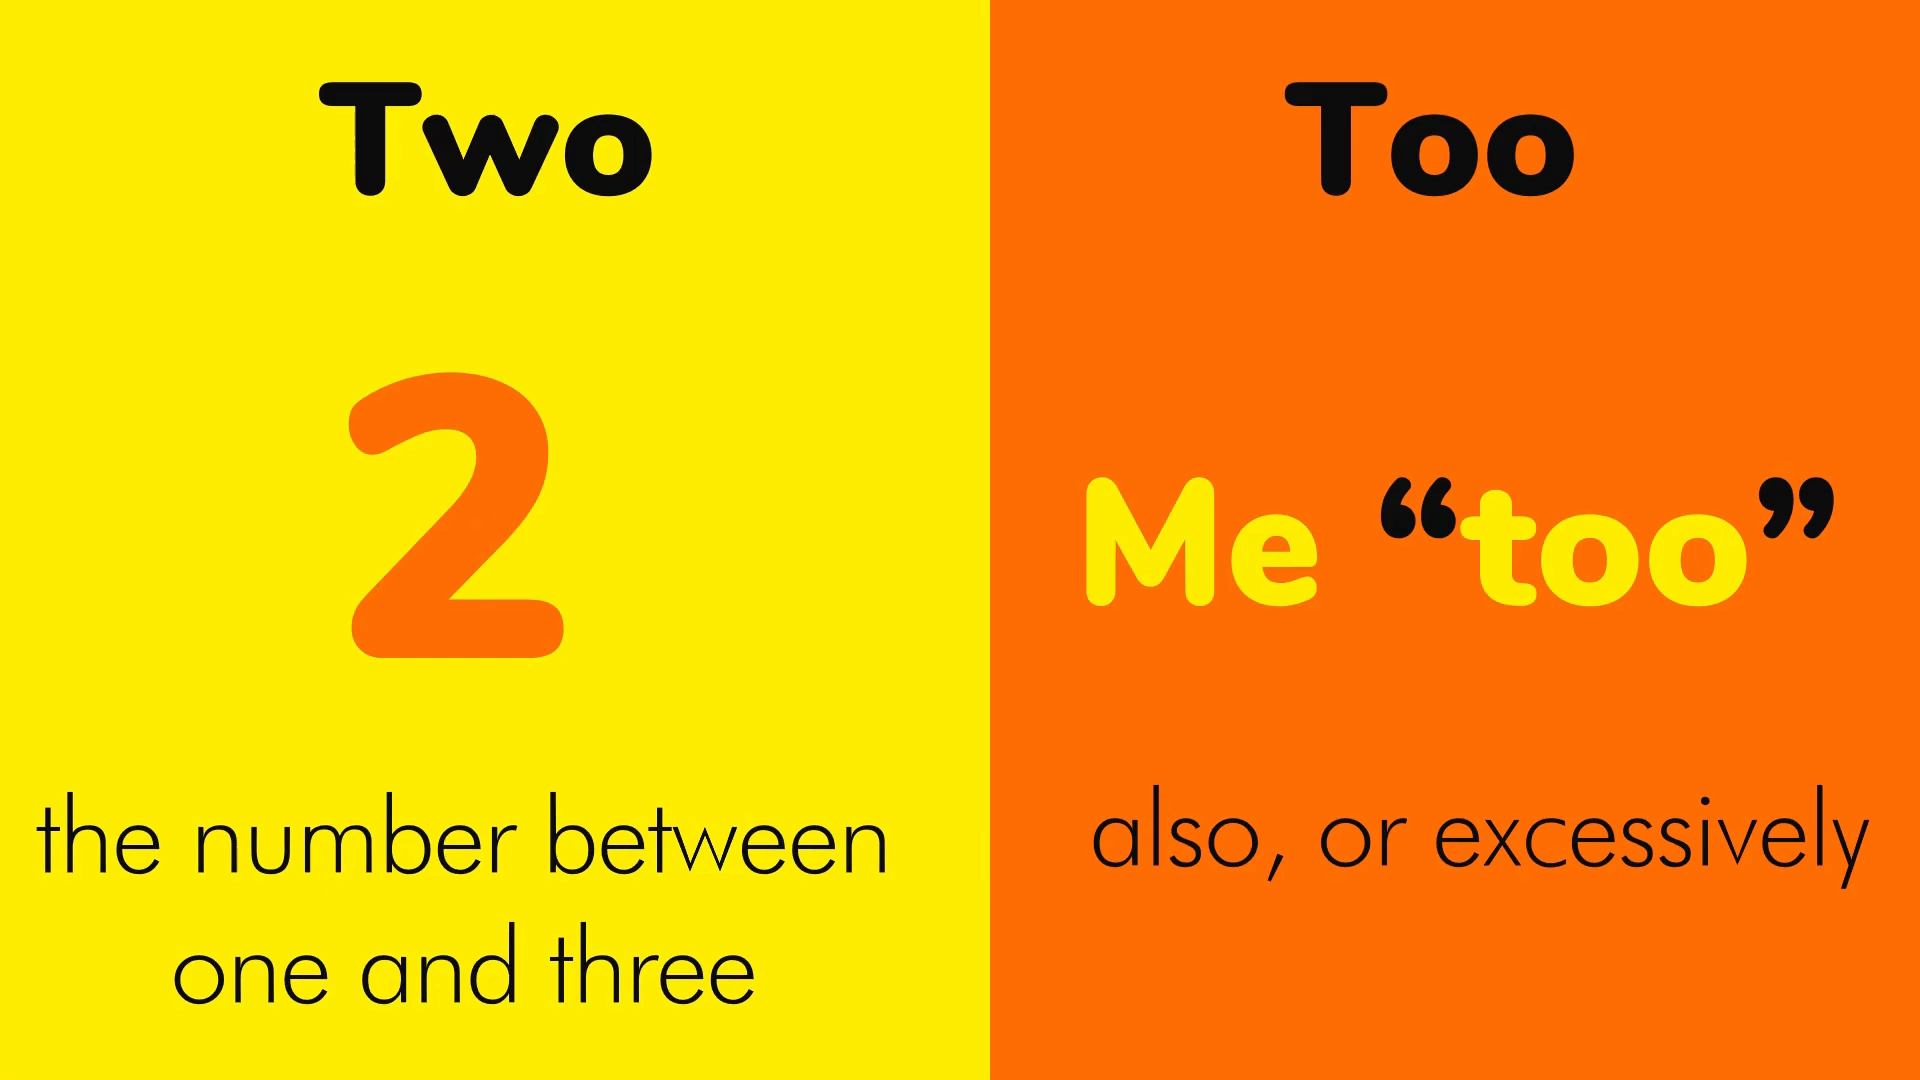 Two
2
the number between
one and three
Too
Me “too”
also, or excessively